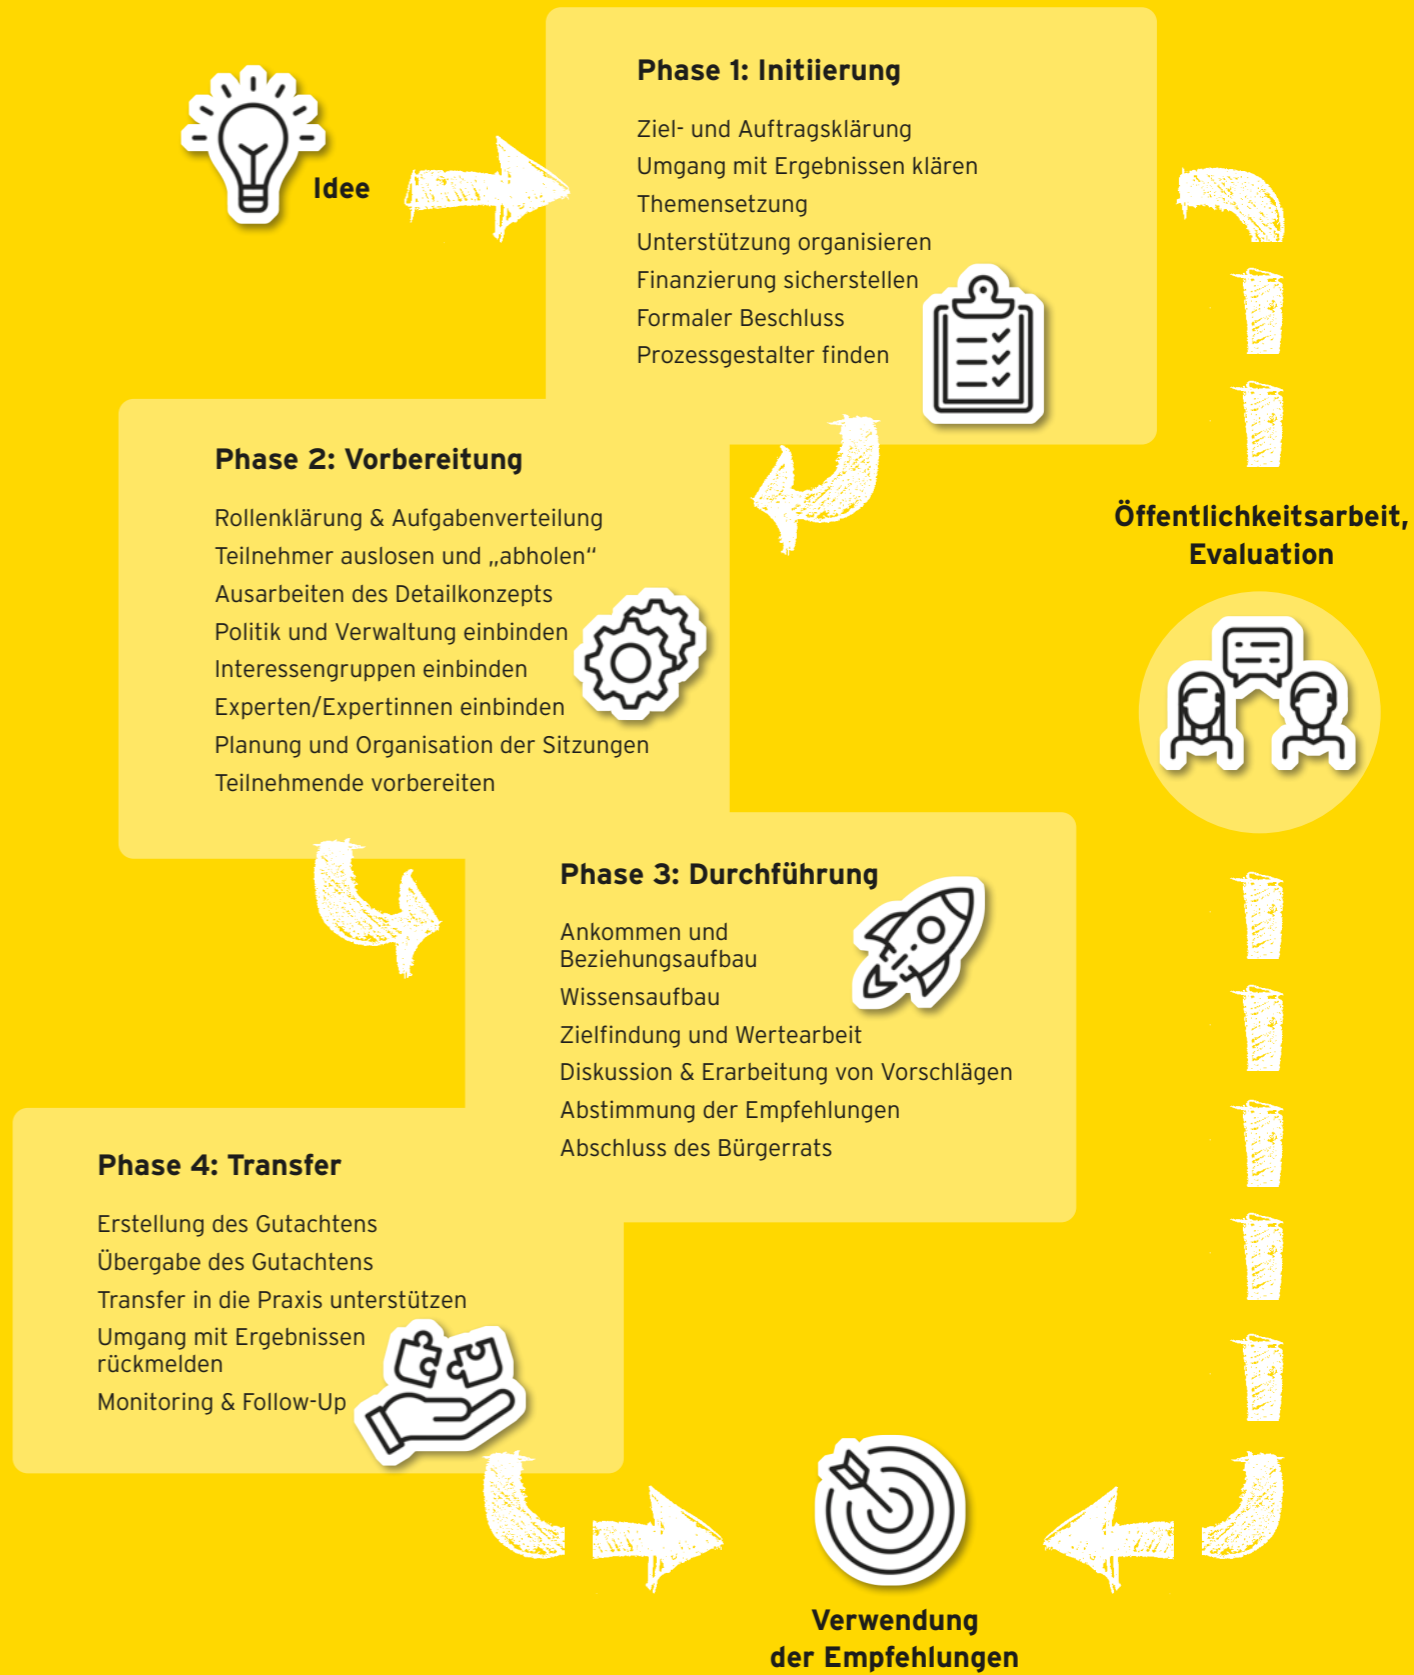 Idee
Phase 1: Initiierung
Ziel- und Auftragsklärung
Umgang mit Ergebnissen klären
Themensetzung
Unterstützung organisieren
Finanzierung sicherstellen
Formaler Beschluss
Prozessgestalter finden
Phase 2: Vorbereitung
Rollenklärung & Aufgabenverteilung
Teilnehmer auslosen und „abholen“
Ausarbeiten des Detailkonzepts
Politik und Verwaltung einbinden
Interessengruppen einbinden
Experten/Expertinnen einbinden
Planung und Organisation der Sitzungen
Teilnehmende vorbereiten
Öffentlichkeitsarbeit,
Evaluation
Phase 3: Durchführung
Ankommen und
Beziehungsaufbau
Wissensaufbau
Zielfindung und Wertearbeit
Diskussion & Erarbeitung von Vorschlägen
Abstimmung der Empfehlungen
Abschluss des Bürgerrats
Phase 4: Transfer
Erstellung des Gutachtens
Übergabe des Gutachtens
Transfer in die Praxis unterstützen
Umgang mit Ergebnissen
rückmelden
Monitoring & Follow-Up
Verwendung
der Empfehlungen